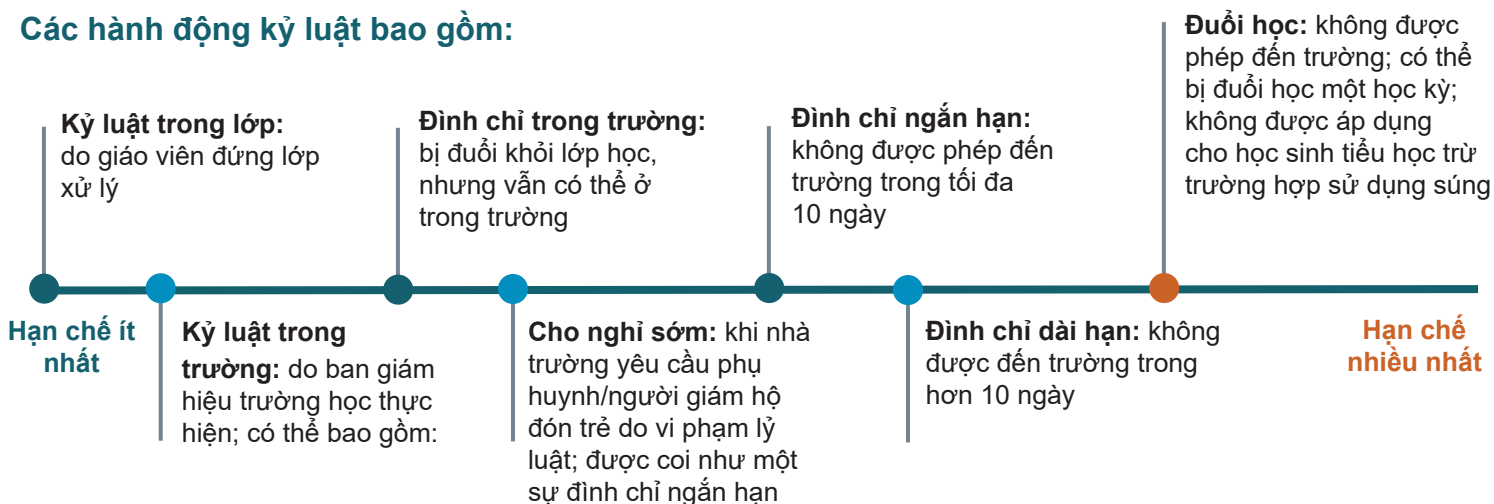 Các hành động kỷ luật bao gồm:
Kỷ luật trong lớp:
do giáo viên đứng lớp
xử lý
Đình chỉ trong trường:
bị đuổi khỏi lớp học,
nhưng vẫn có thể ở
trong trường
Đình chỉ ngắn hạn:
không được phép đến
trường trong tối đa
10 ngày
Đuổi học: không được
phép đến trường; có thể
bị đuổi học một học kỳ;
không được áp dụng
cho học sinh tiểu học trừ
trường hợp sử dụng súng
Hạn chế ít
nhất
Kỷ luật trong
trường: do ban giám
hiệu trường học thực
hiện; có thể bao gồm:
Cho nghỉ sớm: khi nhà
trường yêu cầu phụ
huynh/người giám hộ
đón trẻ do vi phạm lỷ
luật; được coi như một
sự đình chỉ ngắn hạn
Đình chỉ dài hạn: không
được đến trường trong
hơn 10 ngày
Hạn chế
nhiều nhất